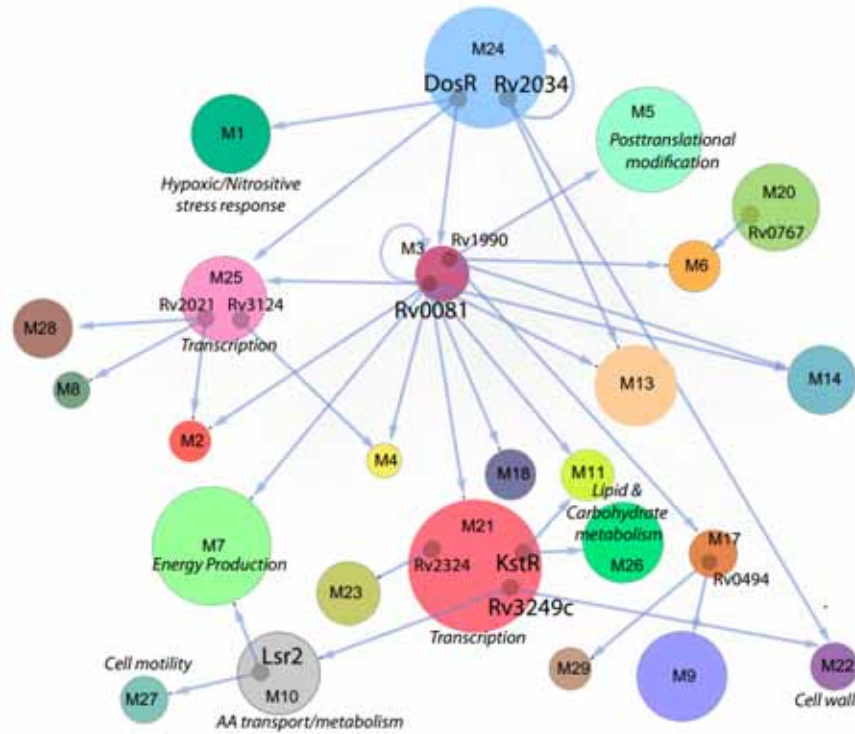 M24
DosR Rv2034
M1
Hypoxic/Nitrositive
stress response
M5
Posttranslational
modification
M20
Rv0767
M3
Rv1990
Rv0081
M6
M25
Rv2021 Rv3124
Transcription
M28
M8
M13
M14
M2
M4
M18
M11
Lipid &
Carbohydrate
metabolism
M26
M7
Energy Production
M21
Rv2324
KstR
Rv3249c
Transcription
M17
Rv0494
M23
Lsr2
M10
AA transport/metabolism
Cell motility
M27
M29
M9
M22
Cell wall